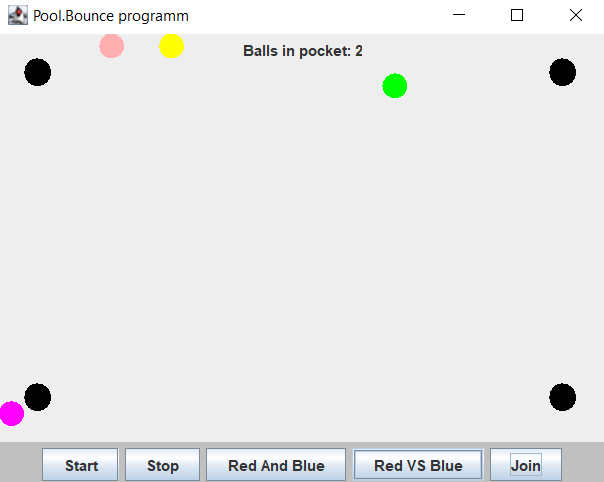 Pool.Bounce programm
Balls in pocket: 2
Start Stop Red And Blue Red VS Blue Join